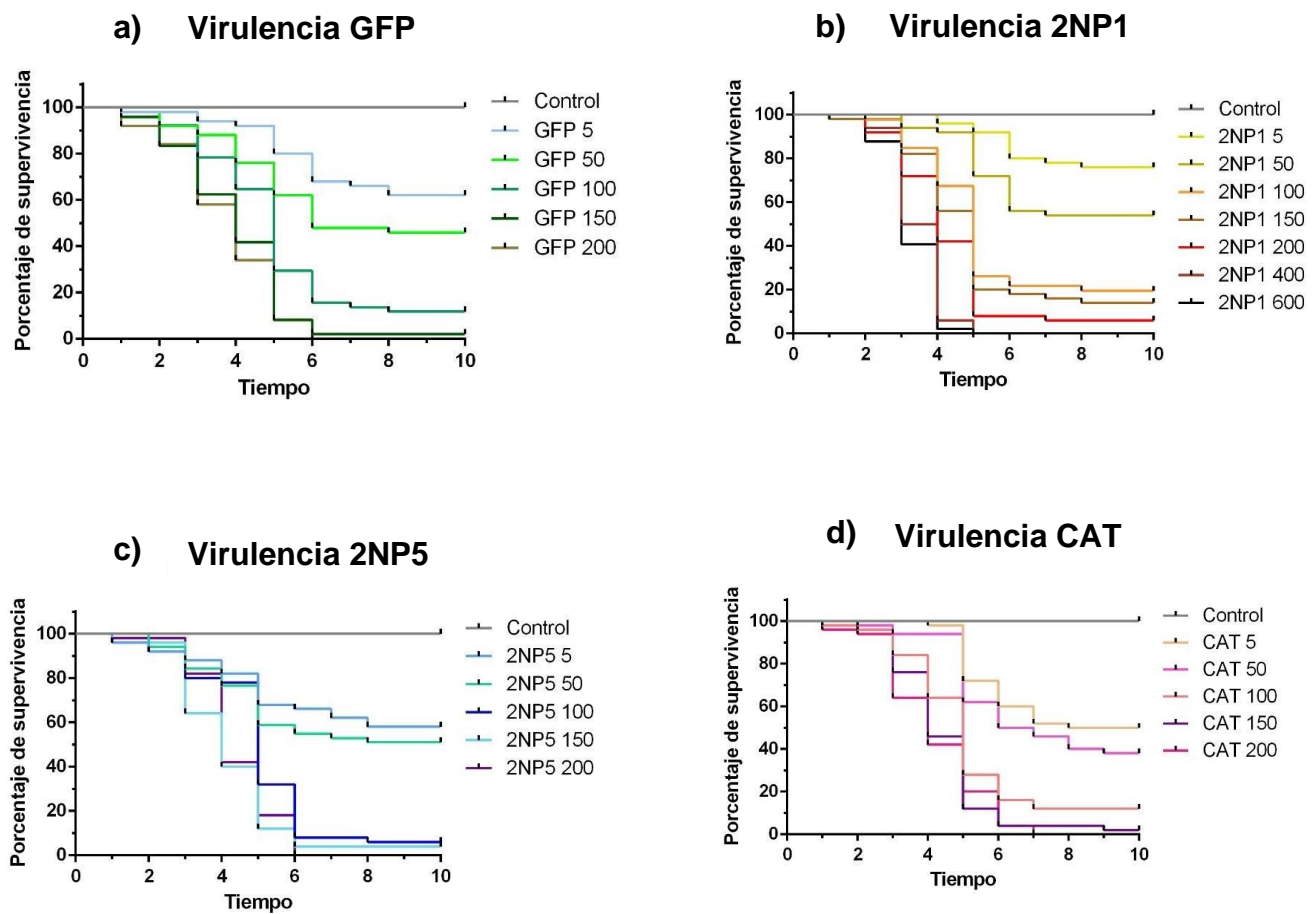 a) Virulencia GFP
Porcentaje de supervivencia
100
80
60
40
20
0
0 2 4 6 8 10
Tiempo
Control
GFP 5
GFP 50
GFP 100
GFP 150
GFP 200
b) Virulencia 2NP1
Porcentaje de supervivencia
100
80
60
40
20
0
0 2 4 6 8 10
Tiempo
Control
2NP1 5
2NP1 50
2NP1 100
2NP1 150
2NP1 200
2NP1 400
2NP1 600
c) Virulencia 2NP5
Porcentaje de supervivencia
100
80
60
40
20
0
0 2 4 6 8 10
Tiempo
Control
2NP5 5
2NP5 50
2NP5 100
2NP5 150
2NP5 200
d) Virulencia CAT
Porcentaje de supervivencia
100
80
60
40
20
0
0 2 4 6 8 10
Tiempo
Control
CAT 5
CAT 50
CAT 100
CAT 150
CAT 200